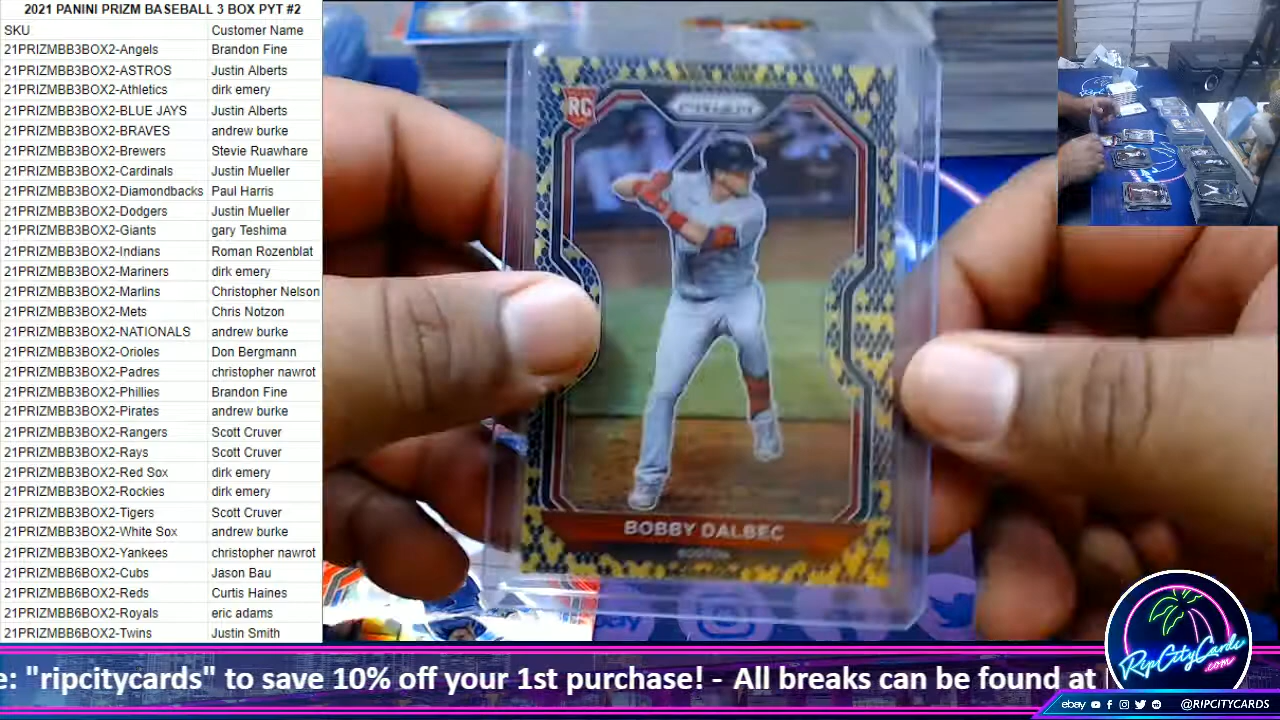 2021 PANINI PRIZM BASEBALL 3 BOX PYT #2
SKU Customer Name
21PRIZMBB3BOX2-Angels Brandon Fine
21PRIZMBB3BOX2-ASTROS Justin Alberts
21PRIZMBB3BOX2-Athletics dirk emery
21PRIZMBB3BOX2-BLUE JAYS Justin Alberts
21PRIZMBB3BOX2-BRAVES andrew burke
21PRIZMBB3BOX2-Brewers Stevie Ruawhare
21PRIZMBB3BOX2-Cardinals Justin Mueller
21PRIZMBB3BOX2-Diamondbacks Paul Harris
21PRIZMBB3BOX2-Dodgers Justin Mueller
21PRIZMBB3BOX2-Giants gary Teshima
21PRIZMBB3BOX2-Indians Roman Rozenblat
21PRIZMBB3BOX2-Mariners dirk emery
21PRIZMBB3BOX2-Marlins Christopher Nelson
21PRIZMBB3BOX2-Mets Chris Notzon
21PRIZMBB3BOX2-NATIONALS andrew burke
21PRIZMBB3BOX2-Orioles Don Bergmann
21PRIZMBB3BOX2-Padres christopher nawrot
21PRIZMBB3BOX2-Phillies Brandon Fine
21PRIZMBB3BOX2-Pirates andrew burke
21PRIZMBB3BOX2-Rangers Scott Cruver
21PRIZMBB3BOX2-Rays Scott Cruver
21PRIZMBB3BOX2-Red Sox dirk emery
21PRIZMBB3BOX2-Rockies dirk emery
21PRIZMBB3BOX2-Tigers Scott Cruver
21PRIZMBB3BOX2-White Sox andrew burke
21PRIZMBB3BOX2-Yankees christopher nawrot
21PRIZMBB6BOX2-Cubs Jason Bau
21PRIZMBB6BOX2-Reds Curtis Haines
21PRIZMBB6BOX2-Royals eric adams
21PRIZMBB6BOX2-Twins Justin Smith
RC
PRIZM
BOBBY DALBEC
BOSTON
ebay
RipCityCards
.com
e: "ripcitycards" to save 10% off your 1st purchase! - All breaks can be found at
ebay @RIPCITYCARDS